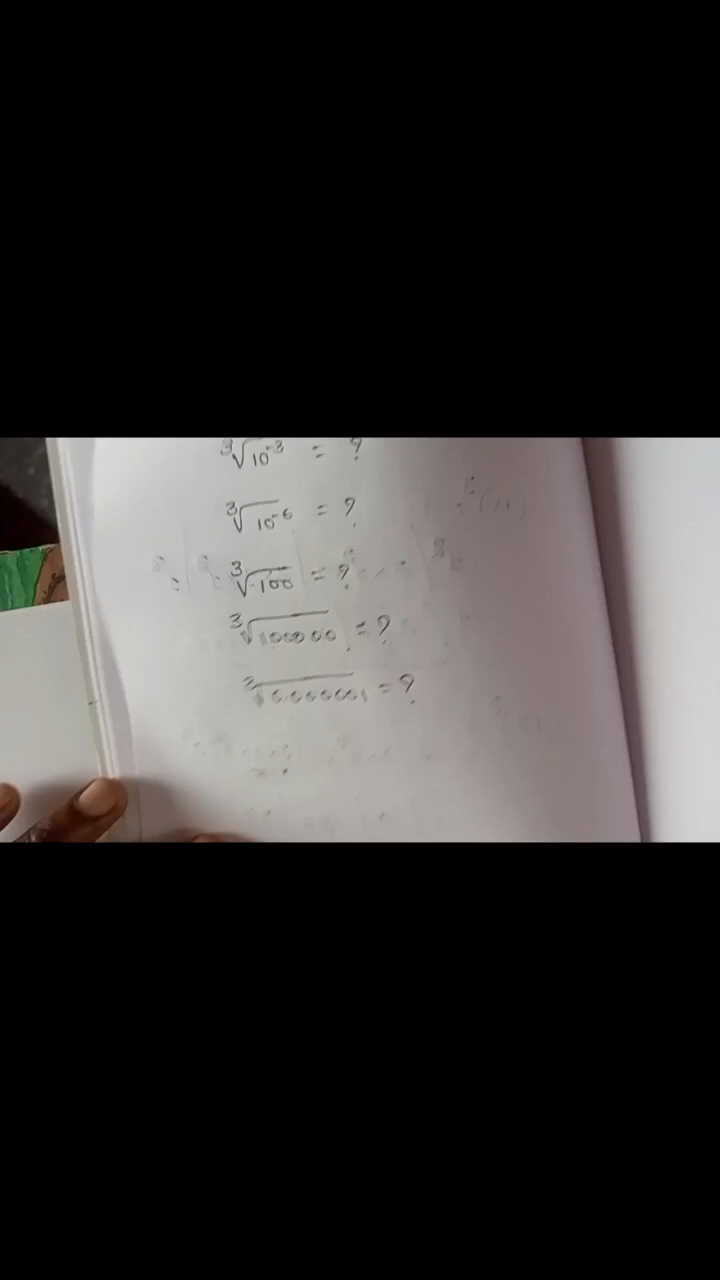 ∛10⁻³ = ?
∛10⁻⁶ = ?
∛100 = ?
∛100000 = ?
∛0.000001 = ?